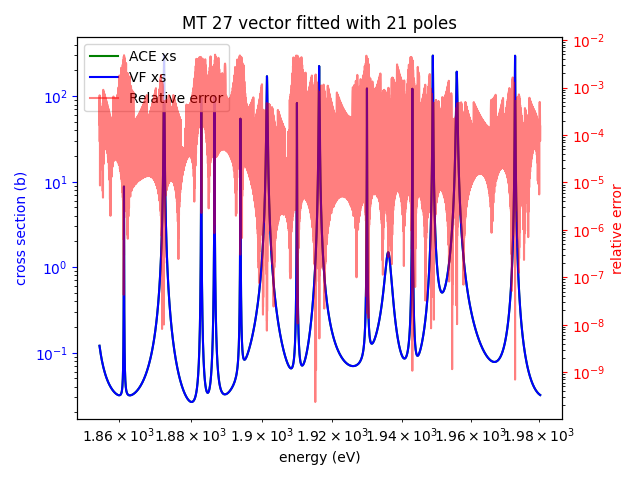 MT 27 vector fitted with 21 poles
ACE xs
VF xs
Relative error
10²
10¹
10⁰
10⁻¹
cross section (b)
10⁻²
10⁻³
10⁻⁴
10⁻⁵
10⁻⁶
10⁻⁷
10⁻⁸
10⁻⁹
relative error
1.86 × 10³ 1.88 × 10³ 1.9 × 10³ 1.92 × 10³ 1.94 × 10³ 1.96 × 10³ 1.98 × 10³
energy (eV)